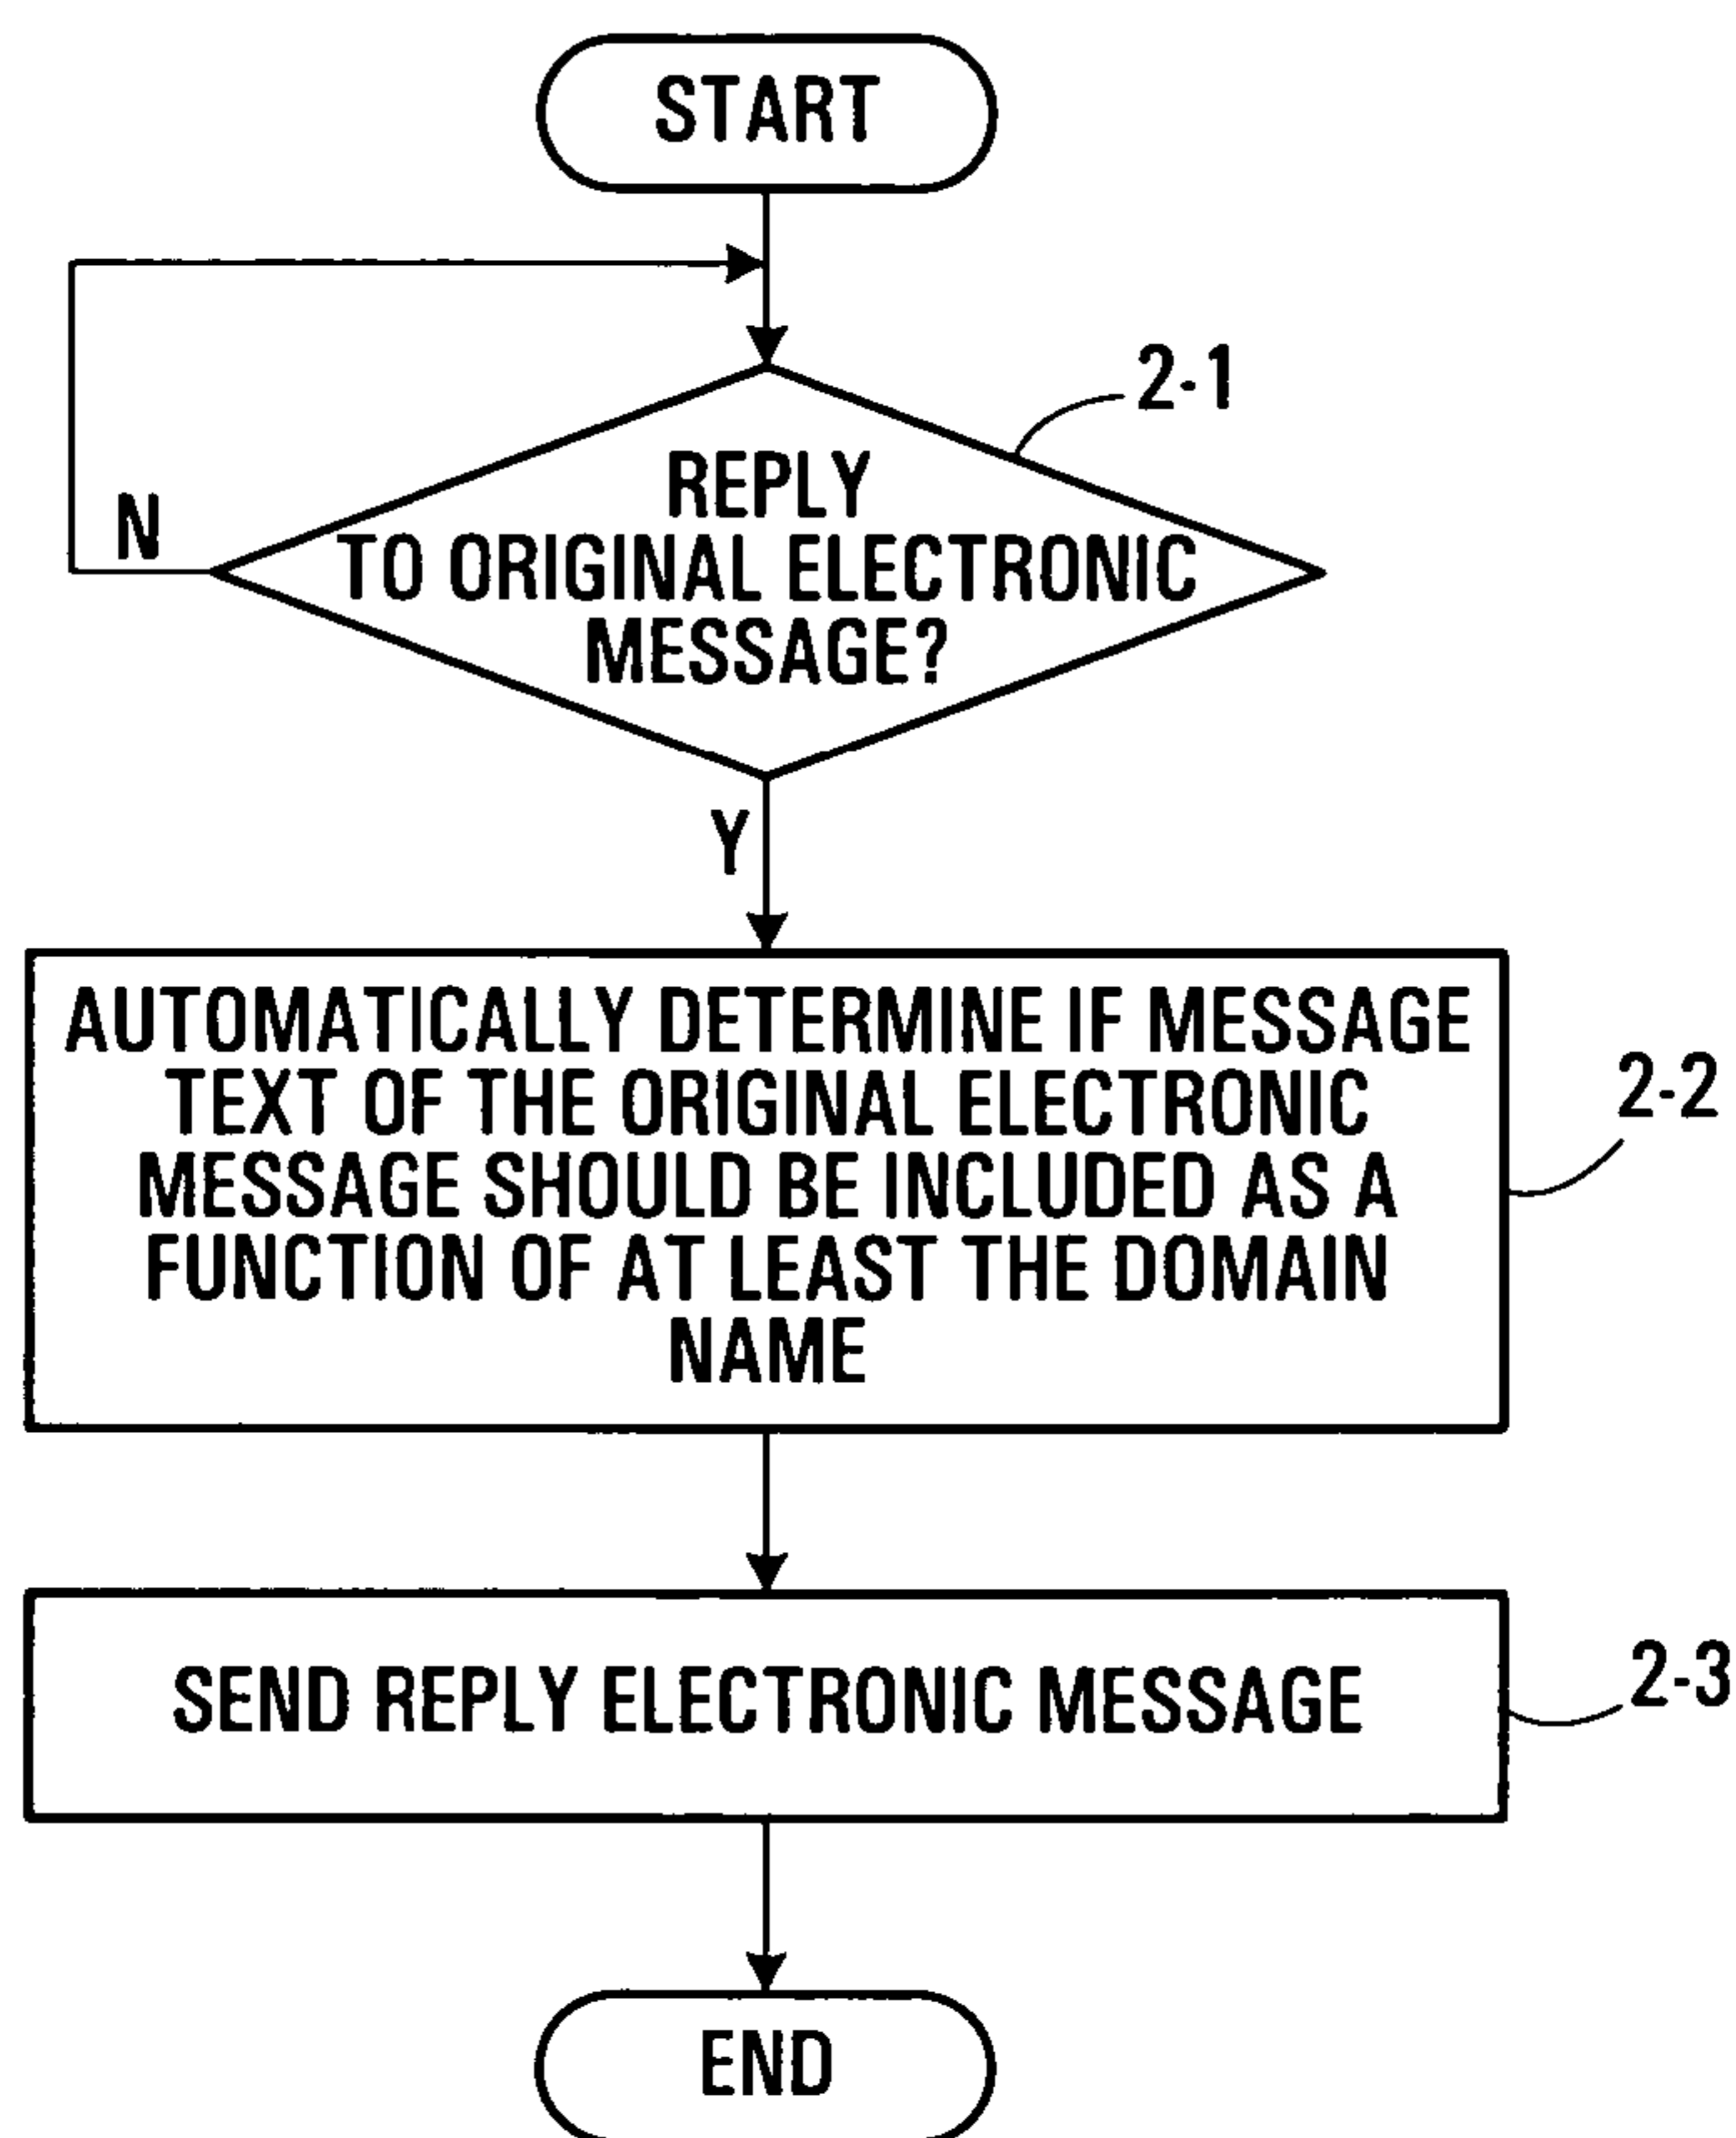 START
2-1
REPLY
TO ORIGINAL ELECTRONIC
MESSAGE?
N
Y
AUTOMATICALLY DETERMINE IF MESSAGE
TEXT OF THE ORIGINAL ELECTRONIC
MESSAGE SHOULD BE INCLUDED AS A
FUNCTION OF AT LEAST THE DOMAIN
NAME
2-2
SEND REPLY ELECTRONIC MESSAGE
2-3
END